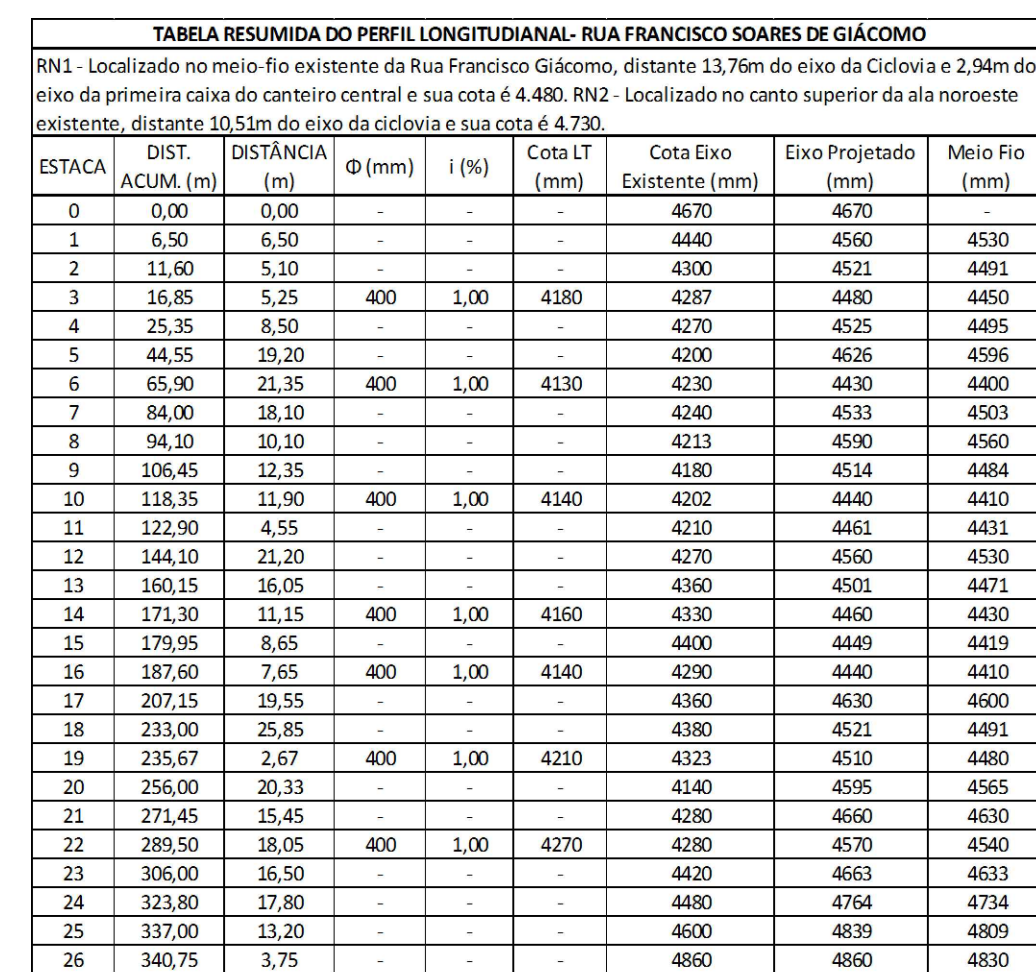 TABELA RESUMIDA DO PERFIL LONGITUDIANAL- RUA FRANCISCO SOARES DE GIÁCOMO
RN1 - Localizado no meio-fio existente da Rua Francisco Giácomo, distante 13,76m do eixo da Ciclovia e 2,94m do
eixo da primeira caixa do canteiro central e sua cota é 4.480. RN2 - Localizado no canto superior da ala noroeste
existente, distante 10,51m do eixo da ciclovia e sua cota é 4.730.
ESTACA DIST. ACUM. (m) DISTÂNCIA (m) Φ (mm) i (%) Cota LT (mm) Cota Eixo Existente (mm) Eixo Projetado (mm) Meio Fio (mm)
0 0,00 0,00 - - - 4670 4670 -
1 6,50 6,50 - - - 4440 4560 4530
2 11,60 5,10 - - - 4300 4521 4491
3 16,85 5,25 400 1,00 4180 4287 4480 4450
4 25,35 8,50 - - - 4270 4525 4495
5 44,55 19,20 - - - 4200 4626 4596
6 65,90 21,35 400 1,00 4130 4230 4430 4400
7 84,00 18,10 - - - 4240 4533 4503
8 94,10 10,10 - - - 4213 4590 4560
9 106,45 12,35 - - - 4180 4514 4484
10 118,35 11,90 400 1,00 4140 4202 4440 4410
11 122,90 4,55 - - - 4210 4461 4431
12 144,10 21,20 - - - 4270 4560 4530
13 160,15 16,05 - - - 4360 4501 4471
14 171,30 11,15 400 1,00 4160 4330 4460 4430
15 179,95 8,65 - - - 4400 4449 4419
16 187,60 7,65 400 1,00 4140 4290 4440 4410
17 207,15 19,55 - - - 4360 4630 4600
18 233,00 25,85 - - - 4380 4521 4491
19 235,67 2,67 400 1,00 4210 4323 4510 4480
20 256,00 20,33 - - - 4140 4595 4565
21 271,45 15,45 - - - 4280 4660 4630
22 289,50 18,05 400 1,00 4270 4280 4570 4540
23 306,00 16,50 - - - 4420 4663 4633
24 323,80 17,80 - - - 4480 4764 4734
25 337,00 13,20 - - - 4600 4839 4809
26 340,75 3,75 - - - 4860 4860 4830